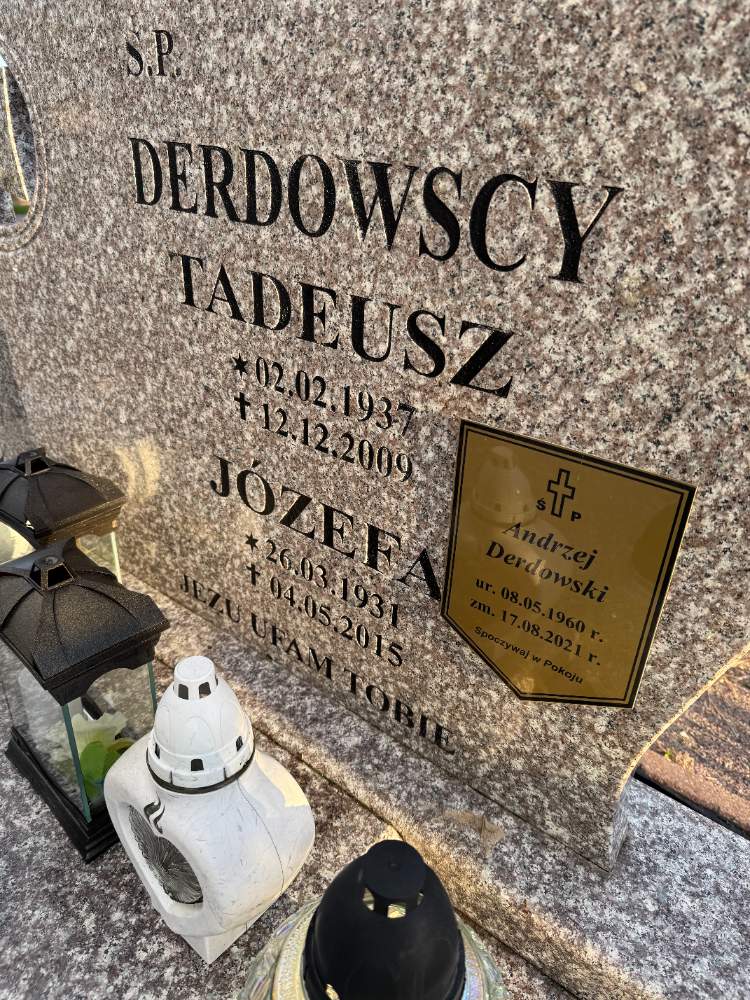 Ś.P.
DERDOWSCY
TADEUSZ
✶ 02.02.1937
✝ 12.12.2009
JÓZEFA
✶ 26.03.1931
✝ 04.05.2015
JEZU UFAM TOBIE
Ś P
Andrzej
Derdowski
ur. 08.05.1960 r.
zm. 17.08.2021 r.
Spoczywaj w Pokoju